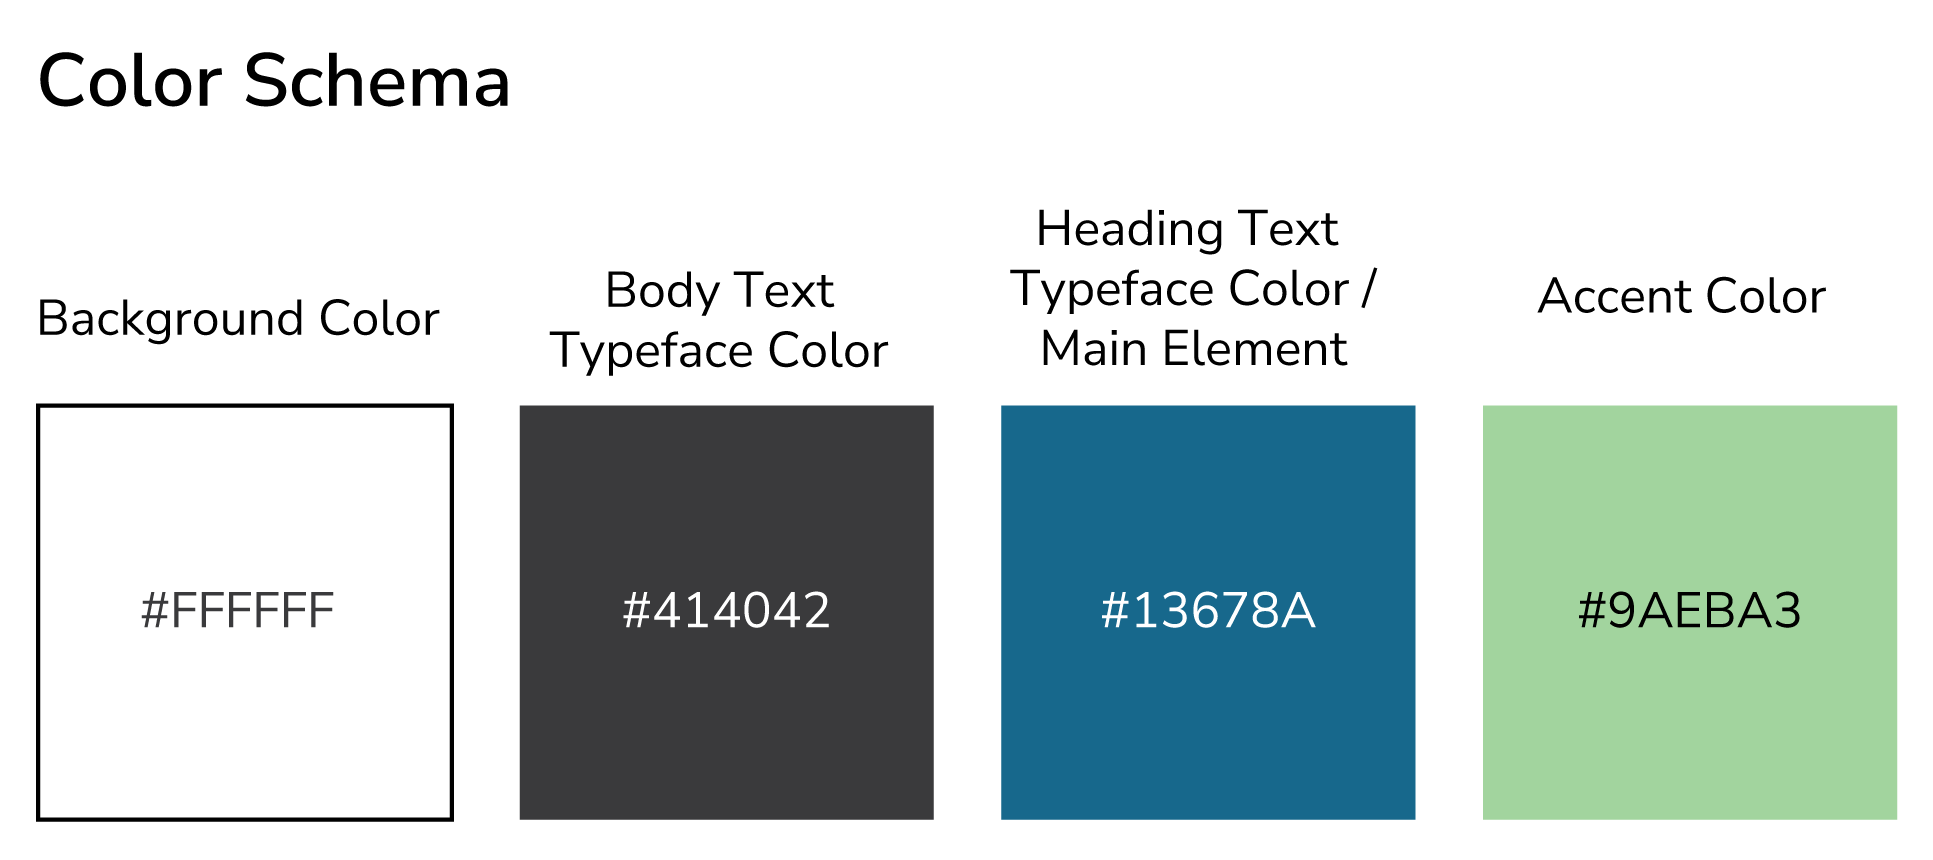 Color Schema
Background Color
Body Text
Typeface Color
Heading Text
Typeface Color /
Main Element
Accent Color
#FFFFFF
#414042
#13678A
#9AEBA3